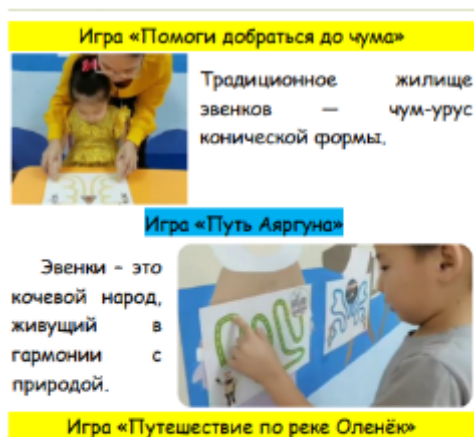 Игра «Помоги добраться до чума»
Традиционное жилище
эвенков — чум-урус
конической формы.
Игра «Путь Аяргуна»
Эвенки - это
кочевой народ,
живущий в
гармонии с
природой.
Игра «Путешествие по реке Оленёк»